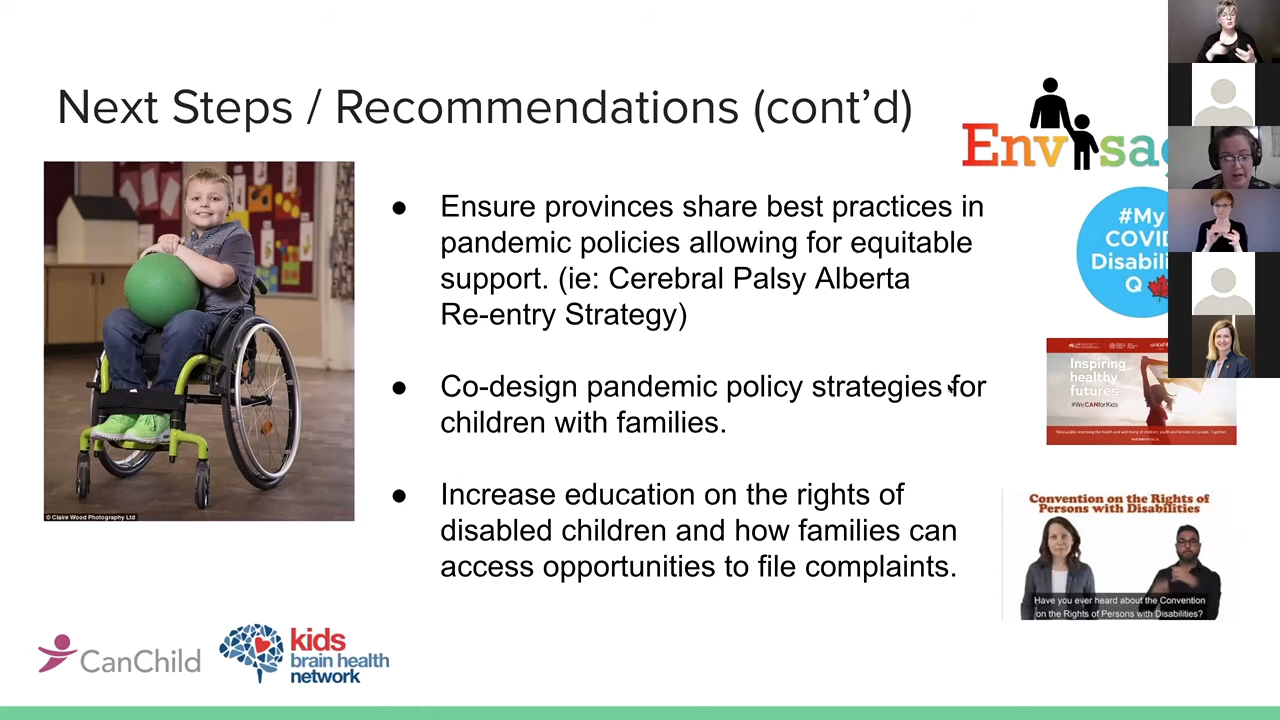 Next Steps / Recommendations (cont’d)
Envisag
● Ensure provinces share best practices in
pandemic policies allowing for equitable
support. (ie: Cerebral Palsy Alberta
Re-entry Strategy)
● Co-design pandemic policy strategies for
children with families.
● Increase education on the rights of
disabled children and how families can
access opportunities to file complaints.
#My
COVID
Disabili
Q
unicef
Inspiring
healthy
futures
#WeCANforKids
Convention on the Rights of
Persons with Disabilities
Have you ever heard about the Convention
on the Rights of Persons with Disabilities?
© Claire Wood Photography Ltd
CanChild
kids
brain health
network